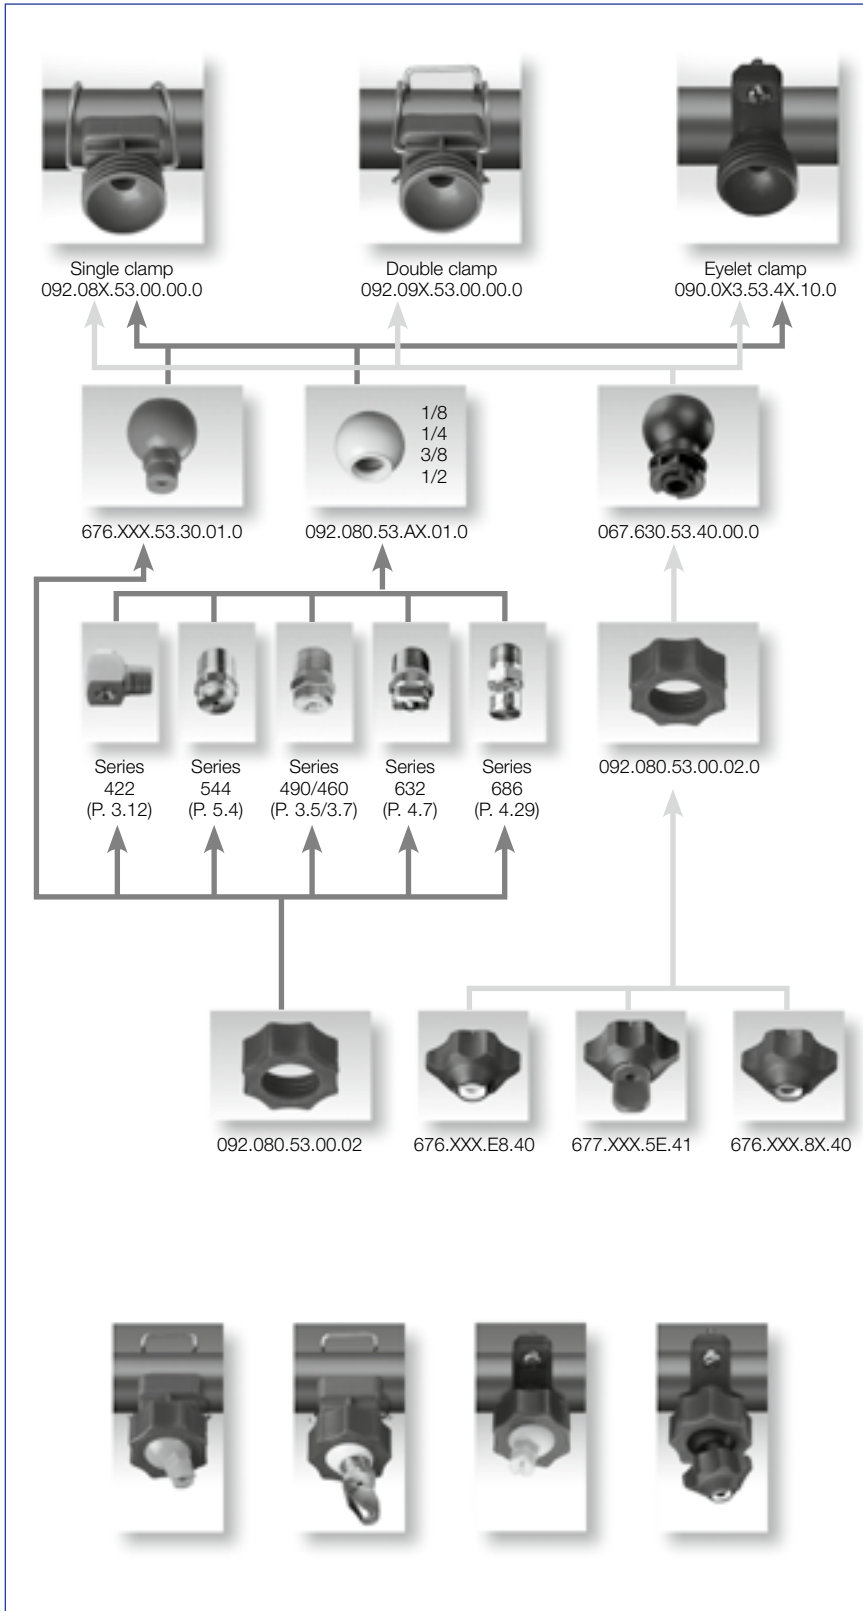 Single clamp
092.08X.53.00.00.0
Double clamp
092.09X.53.00.00.0
Eyelet clamp
090.0X3.53.4X.10.0
1/8
1/4
3/8
1/2
676.XXX.53.30.01.0
092.080.53.AX.01.0
067.630.53.40.00.0
Series
422
(P. 3.12)
Series
544
(P. 5.4)
Series
490/460
(P. 3.5/3.7)
Series
632
(P. 4.7)
Series
686
(P. 4.29)
092.080.53.00.02.0
092.080.53.00.02
676.XXX.E8.40
677.XXX.5E.41
676.XXX.8X.40